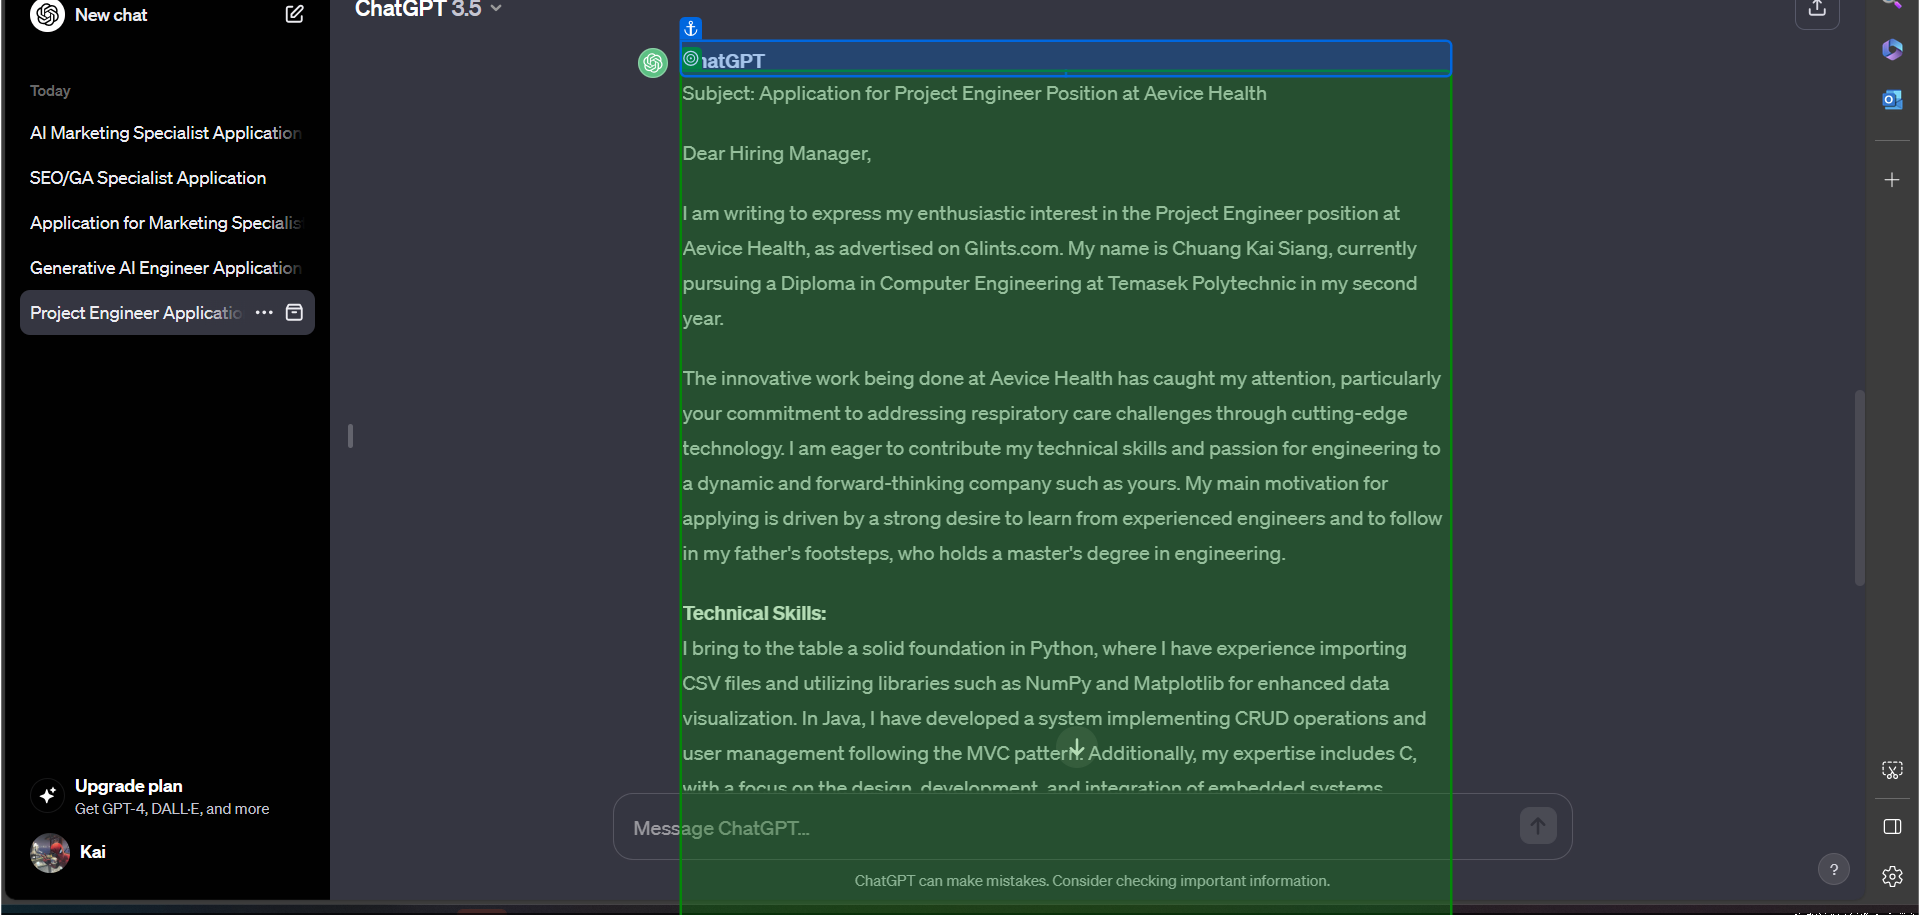 New chat
Today
AI Marketing Specialist Application
SEO/GA Specialist Application
Application for Marketing Specialis
Generative AI Engineer Application
Project Engineer Applicatio
Upgrade plan
Get GPT-4, DALL·E, and more
Kai
ChatGPT 3.5
hatGPT
Subject: Application for Project Engineer Position at Aevice Health
Dear Hiring Manager,
I am writing to express my enthusiastic interest in the Project Engineer position at
Aevice Health, as advertised on Glints.com. My name is Chuang Kai Siang, currently
pursuing a Diploma in Computer Engineering at Temasek Polytechnic in my second
year.
The innovative work being done at Aevice Health has caught my attention, particularly
your commitment to addressing respiratory care challenges through cutting-edge
technology. I am eager to contribute my technical skills and passion for engineering to
a dynamic and forward-thinking company such as yours. My main motivation for
applying is driven by a strong desire to learn from experienced engineers and to follow
in my father's footsteps, who holds a master's degree in engineering.
Technical Skills:
I bring to the table a solid foundation in Python, where I have experience importing
CSV files and utilizing libraries such as NumPy and Matplotlib for enhanced data
visualization. In Java, I have developed a system implementing CRUD operations and
user management following the MVC pattern. Additionally, my expertise includes C,
with a focus on the design, development, and integration of embedded systems
Message ChatGPT...
ChatGPT can make mistakes. Consider checking important information.
?